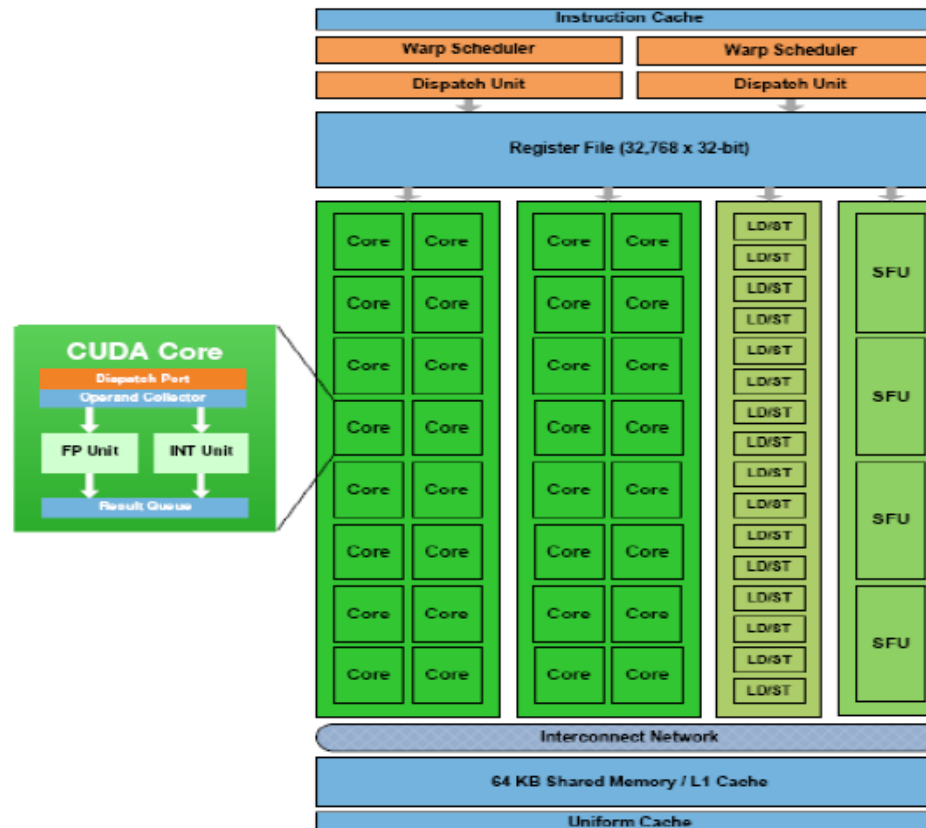 Instruction Cache
Warp Scheduler Warp Scheduler
Dispatch Unit Dispatch Unit
Register File (32,768 x 32-bit)
Core Core Core Core LD/ST
LD/ST
SFU
Core Core Core Core LD/ST
LD/ST
Core Core Core Core LD/ST
LD/ST
SFU
Core Core Core Core LD/ST
LD/ST
Core Core Core Core LD/ST
LD/ST
SFU
Core Core Core Core LD/ST
LD/ST
Core Core Core Core LD/ST
LD/ST
SFU
Core Core Core Core LD/ST
LD/ST
CUDA Core
Dispatch Port
Operand Collector
FP Unit INT Unit
Result Queue
Interconnect Network
64 KB Shared Memory / L1 Cache
Uniform Cache